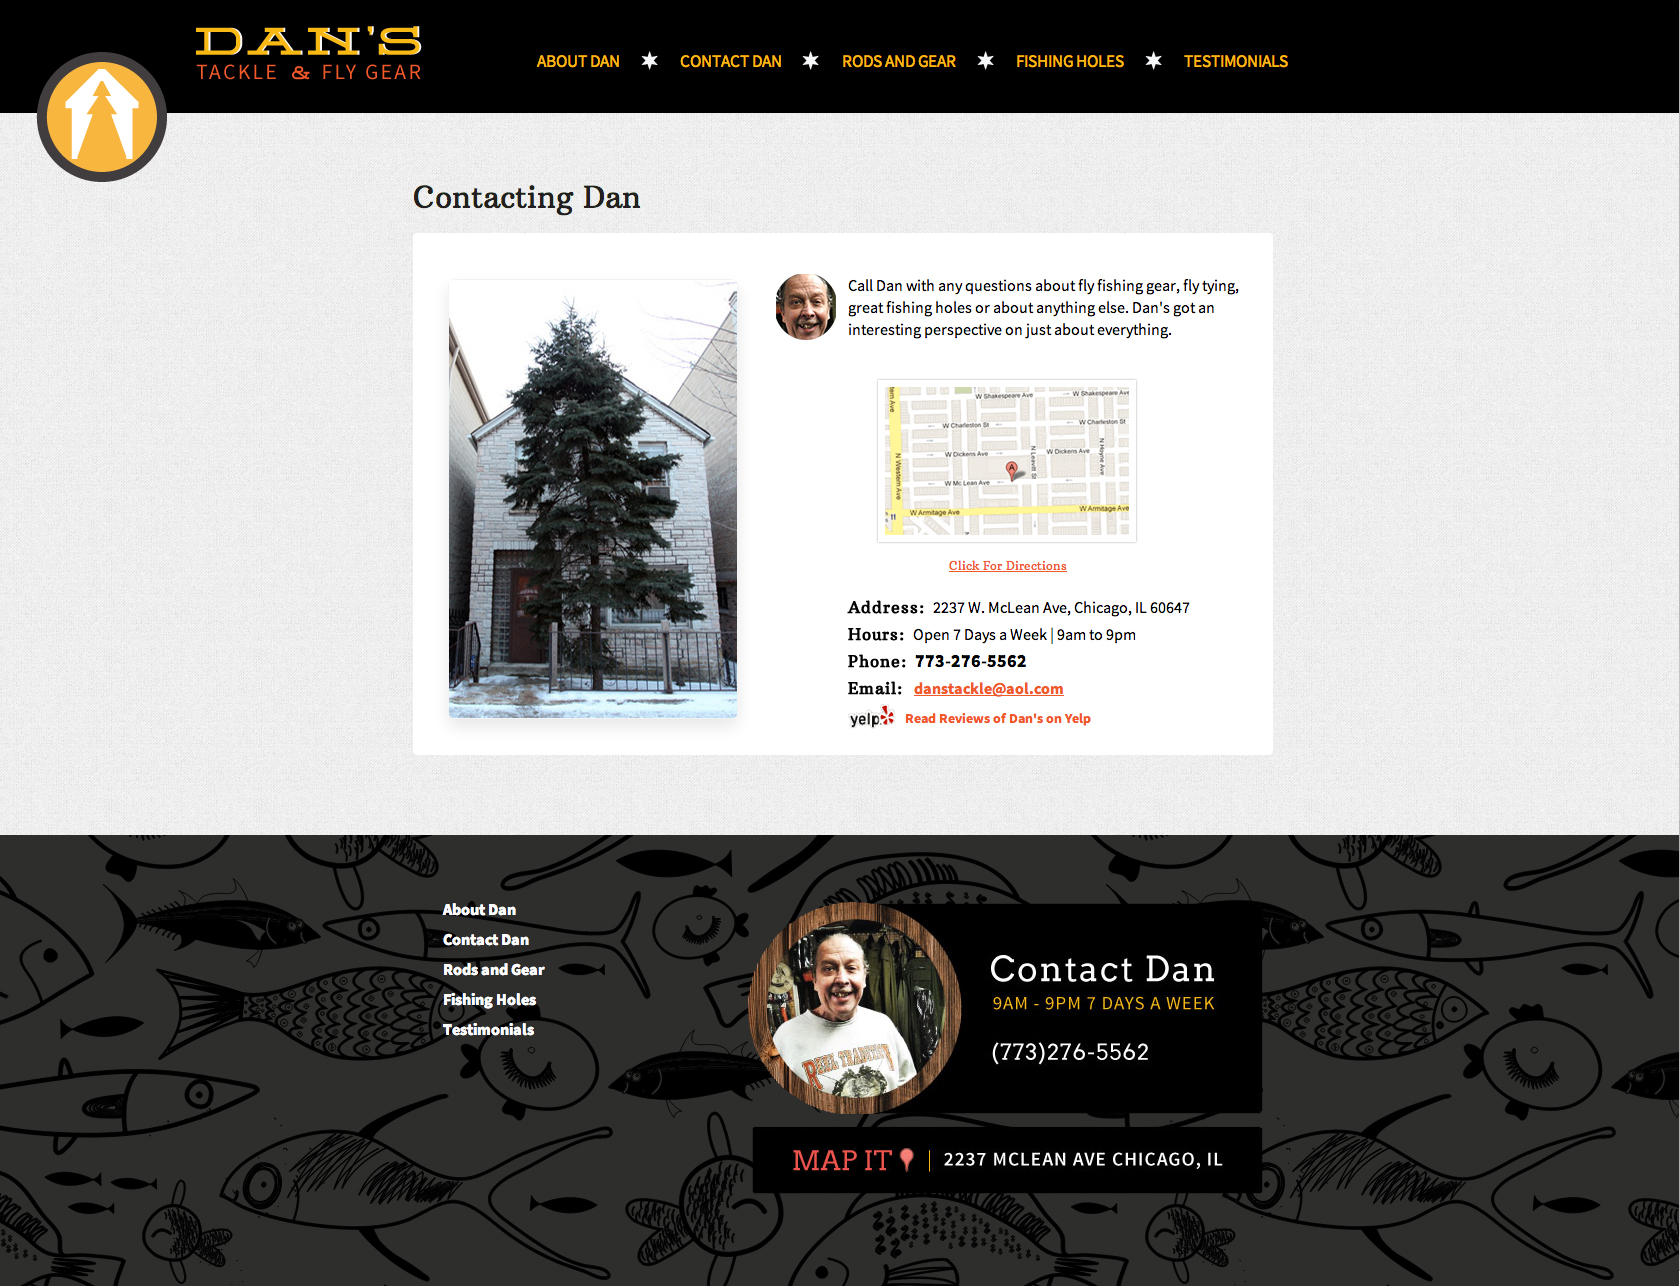 DAN'S
TACKLE & FLY GEAR
ABOUT DAN
CONTACT DAN
RODS AND GEAR
FISHING HOLES
TESTIMONIALS
Contacting Dan
Call Dan with any questions about fly fishing gear, fly tying,
great fishing holes or about anything else. Dan's got an
interesting perspective on just about everything.
W Shakespeare Ave
W Shakespeare Ave
W Charleston St
W Charleston St
W Dickens Ave
W Dickens Ave
N Leavitt St
N Hoyne Ave
N Western Ave
A
W Mc Lean Ave
W Armitage Ave
W Armitage Ave
11
Click For Directions
Address: 2237 W. McLean Ave, Chicago, IL 60647
Hours: Open 7 Days a Week | 9am to 9pm
Phone: 773-276-5562
Email: danstackle@aol.com
yelp Read Reviews of Dan's on Yelp
About Dan
Contact Dan
Rods and Gear
Fishing Holes
Testimonials
REEL TRADITION
Contact Dan
9AM - 9PM 7 DAYS A WEEK
(773)276-5562
MAP IT | 2237 MCLEAN AVE CHICAGO, IL